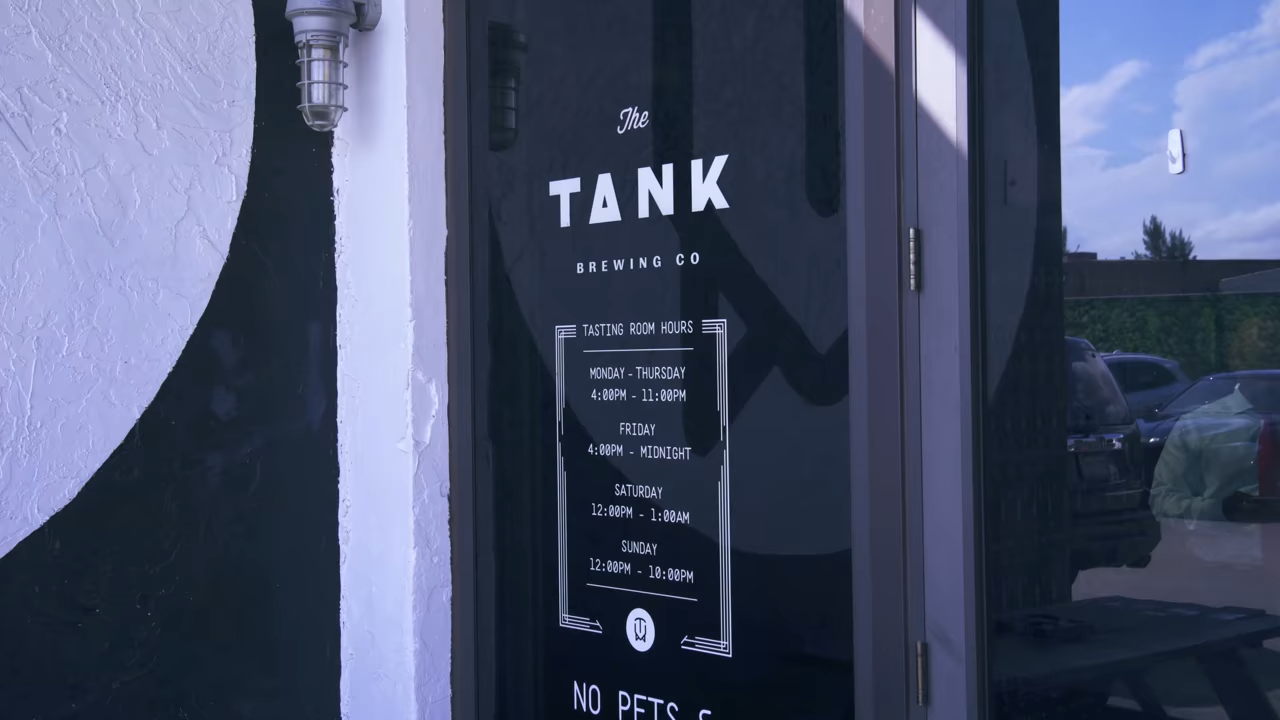 The
TANK
BREWING CO
TASTING ROOM HOURS
MONDAY - THURSDAY
4:00PM - 11:00PM
FRIDAY
4:00PM - MIDNIGHT
SATURDAY
12:00PM - 1:00AM
SUNDAY
12:00PM - 10:00PM
NO PETS &